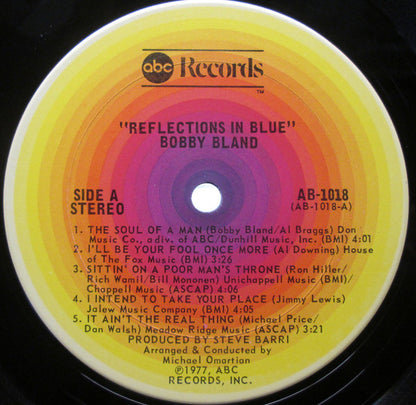 abc Records
TM
"REFLECTIONS IN BLUE"
BOBBY BLAND
SIDE A
STEREO
AB-1018
(AB-1018-A)
1. THE SOUL OF A MAN (Bobby Bland/Al Braggs) Don
Music Co., a div. of ABC/Dunhill Music, Inc. (BMI) 4:01
2. I'LL BE YOUR FOOL ONCE MORE (Al Downing) House
of The Fox Music (BMI) 3:26
3. SITTIN' ON A POOR MAN'S THRONE (Ron Hiller/
Rich Wamil/Bill Mononen) Unichappell Music (BMI)/
Chappell Music (ASCAP) 4:06
4. I INTEND TO TAKE YOUR PLACE (Jimmy Lewis)
Jalew Music Company (BMI) 4:05
5. IT AIN'T THE REAL THING (Michael Price/
Dan Walsh) Meadow Ridge Music (ASCAP) 3:21
PRODUCED BY STEVE BARRI
Arranged & Conducted by
Michael Omartian
℗1977, ABC
RECORDS, INC.